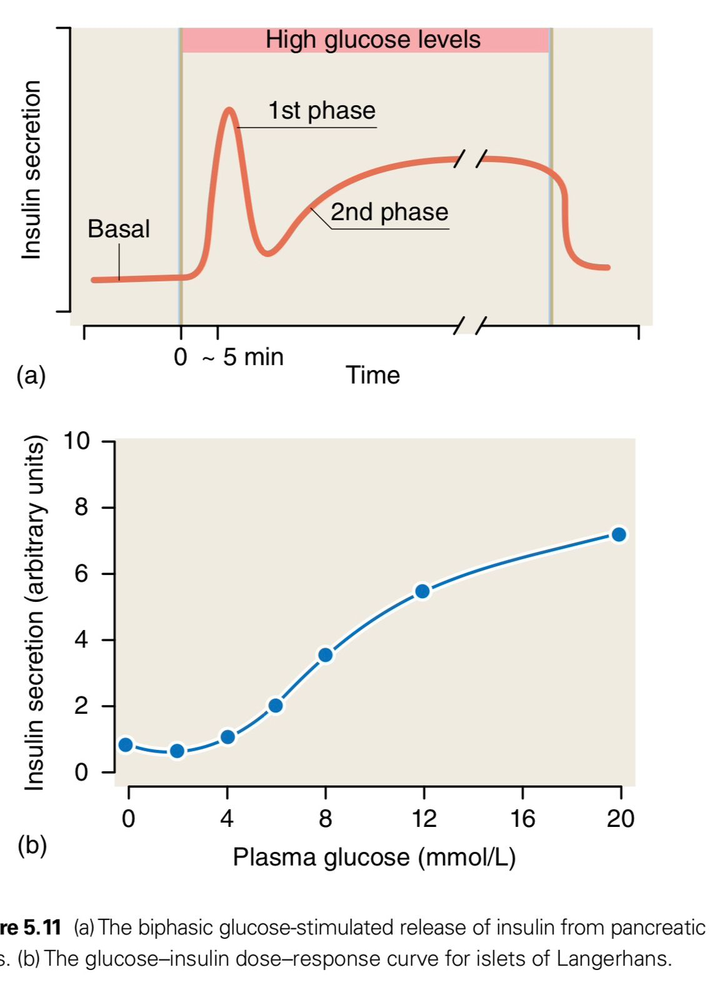 High glucose levels
Insulin secretion
1st phase
2nd phase
Basal
0 ~ 5 min
Time
(a)
Insulin secretion (arbitrary units)
10
8
6
4
2
0
0 4 8 12 16 20
Plasma glucose (mmol/L)
(b)
re 5.11 (a) The biphasic glucose-stimulated release of insulin from pancreatic
s. (b) The glucose–insulin dose–response curve for islets of Langerhans.